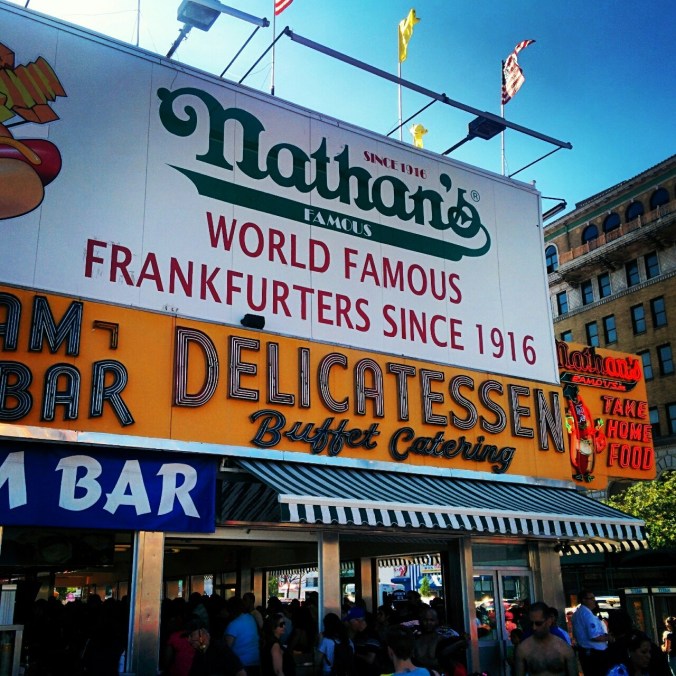 SINCE 1916
Nathan's®
FAMOUS
WORLD FAMOUS
FRANKFURTERS SINCE 1916
AM
BAR
DELICATESSEN
Buffet Catering
Nathan's
FAMOUS
TAKE
HOME
FOOD
M BAR